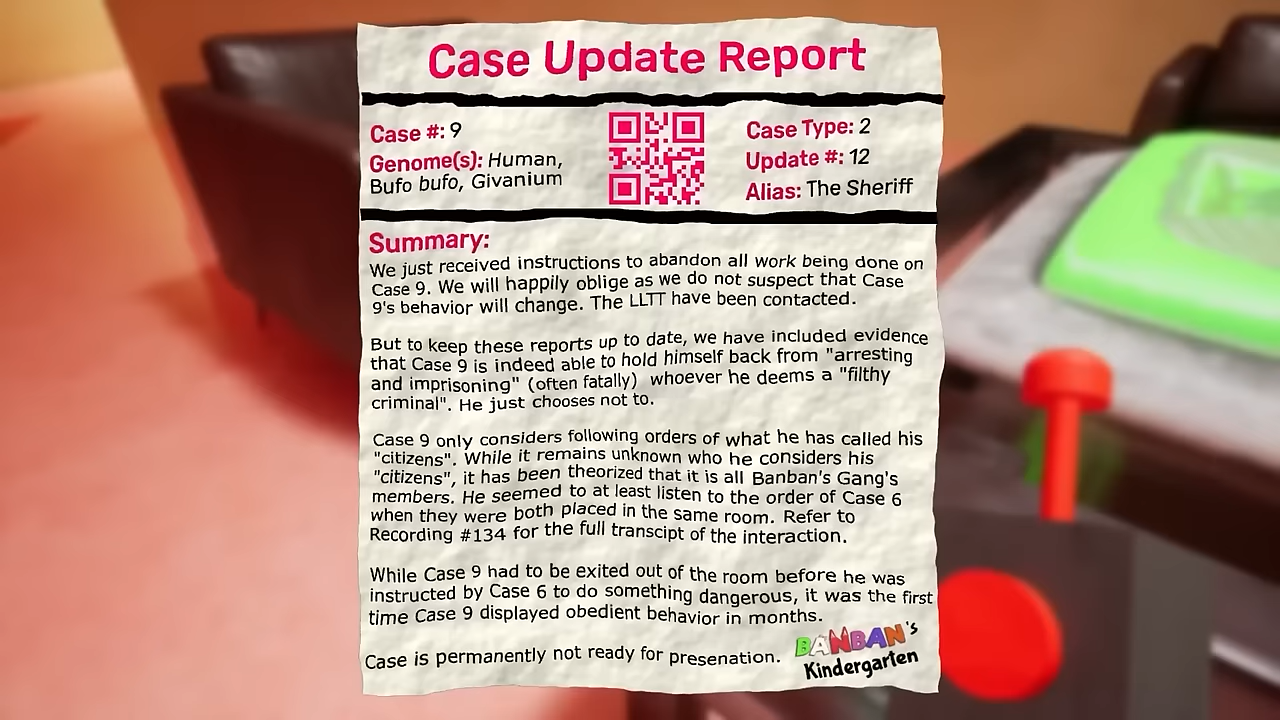 Case Update Report
Case #: 9
Genome(s): Human,
Bufo bufo, Givanium
Case Type: 2
Update #: 12
Alias: The Sheriff
Summary:
We just received instructions to abandon all work being done on
Case 9. We will happily oblige as we do not suspect that Case
9's behavior will change. The LLTT have been contacted.
But to keep these reports up to date, we have included evidence
that Case 9 is indeed able to hold himself back from "arresting
and imprisoning" (often fatally) whoever he deems a "filthy
criminal". He just chooses not to.
Case 9 only considers following orders of what he has called his
"citizens". While it remains unknown who he considers his
"citizens", it has been theorized that it is all Banban's Gang's
members. He seemed to at least listen to the order of Case 6
when they were both placed in the same room. Refer to
Recording #134 for the full transcipt of the interaction.
While Case 9 had to be exited out of the room before he was
instructed by Case 6 to do something dangerous, it was the first
time Case 9 displayed obedient behavior in months.
Case is permanently not ready for presenation.
BANBAN's
Kindergarten